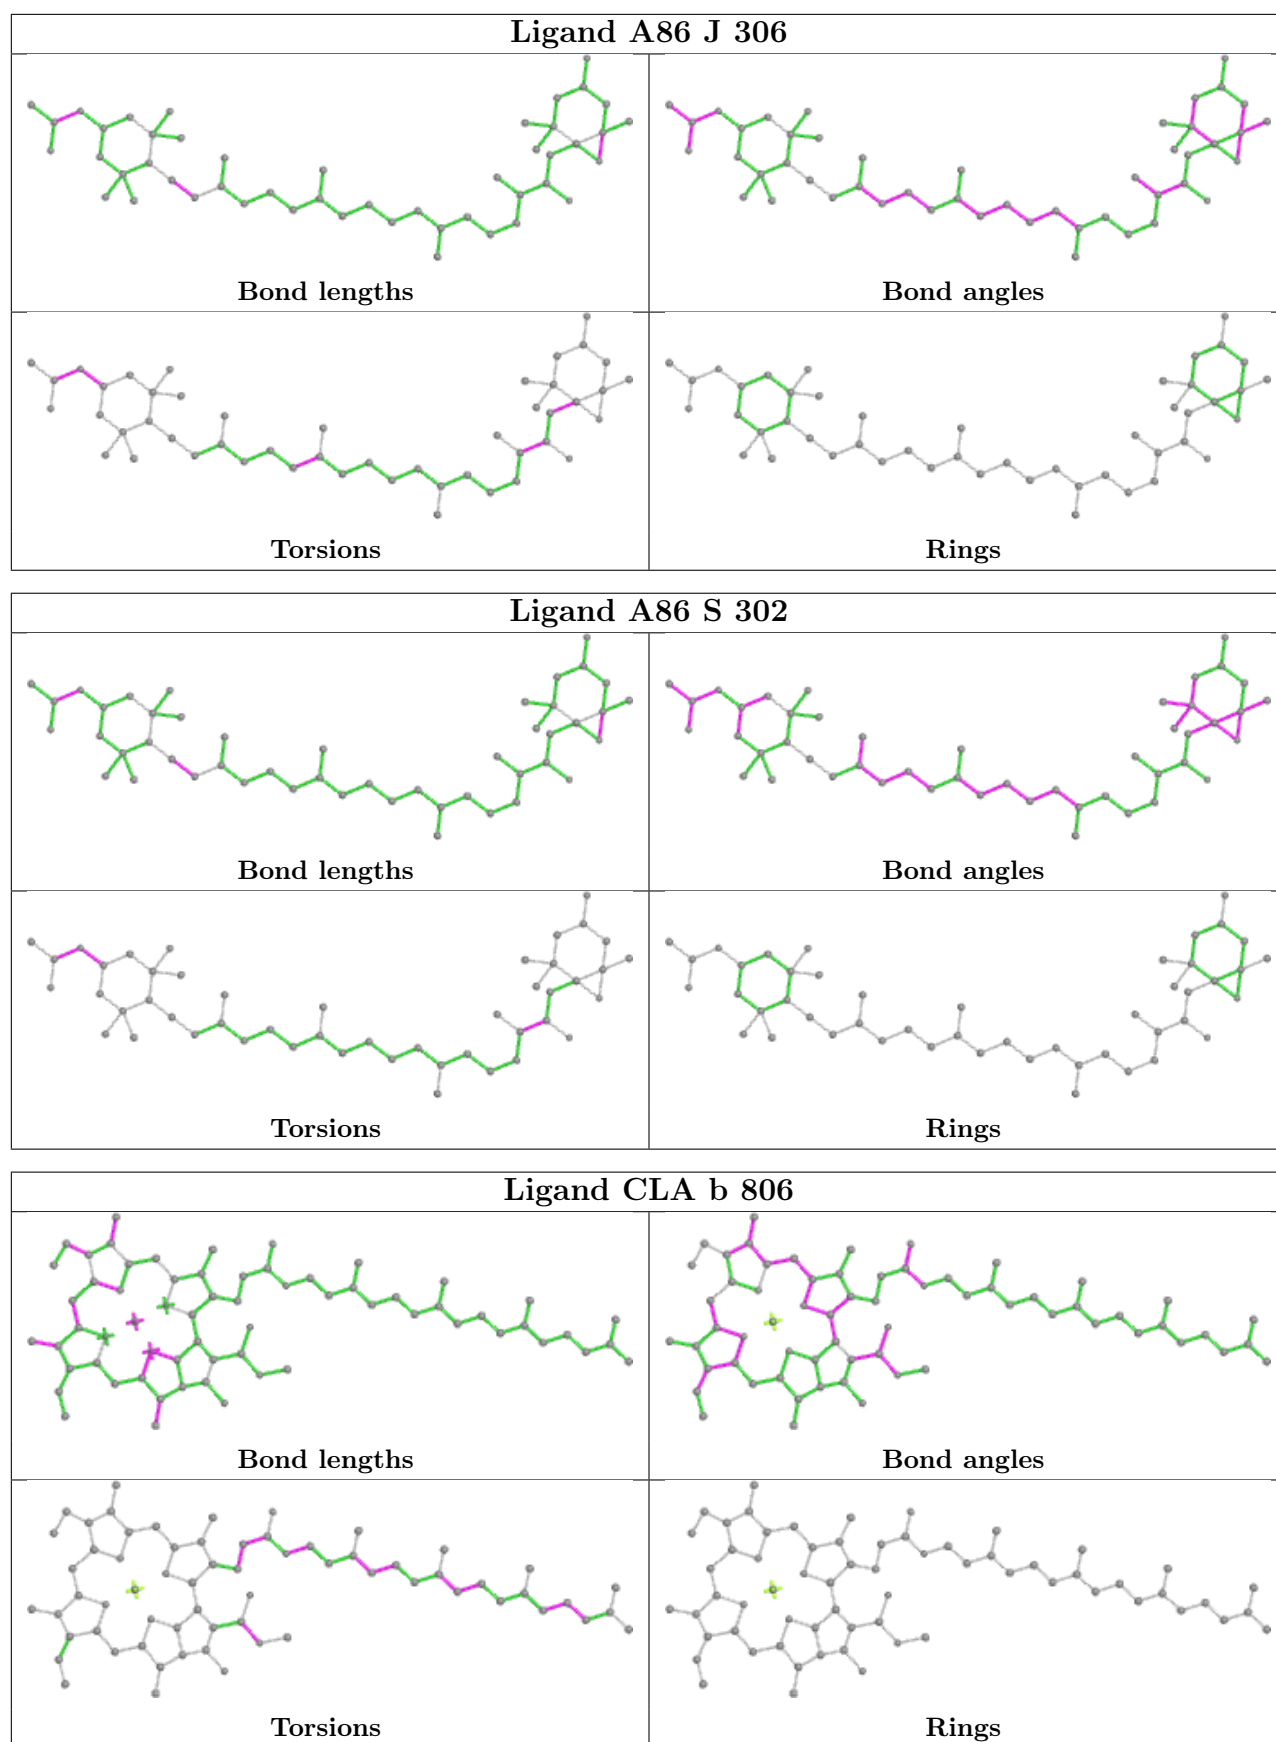 Ligand A86 J 306
Bond lengths
Bond angles
Torsions
Rings
Ligand A86 S 302
Bond lengths
Bond angles
Torsions
Rings
Ligand CLA b 806
Bond lengths
Bond angles
Torsions
Rings